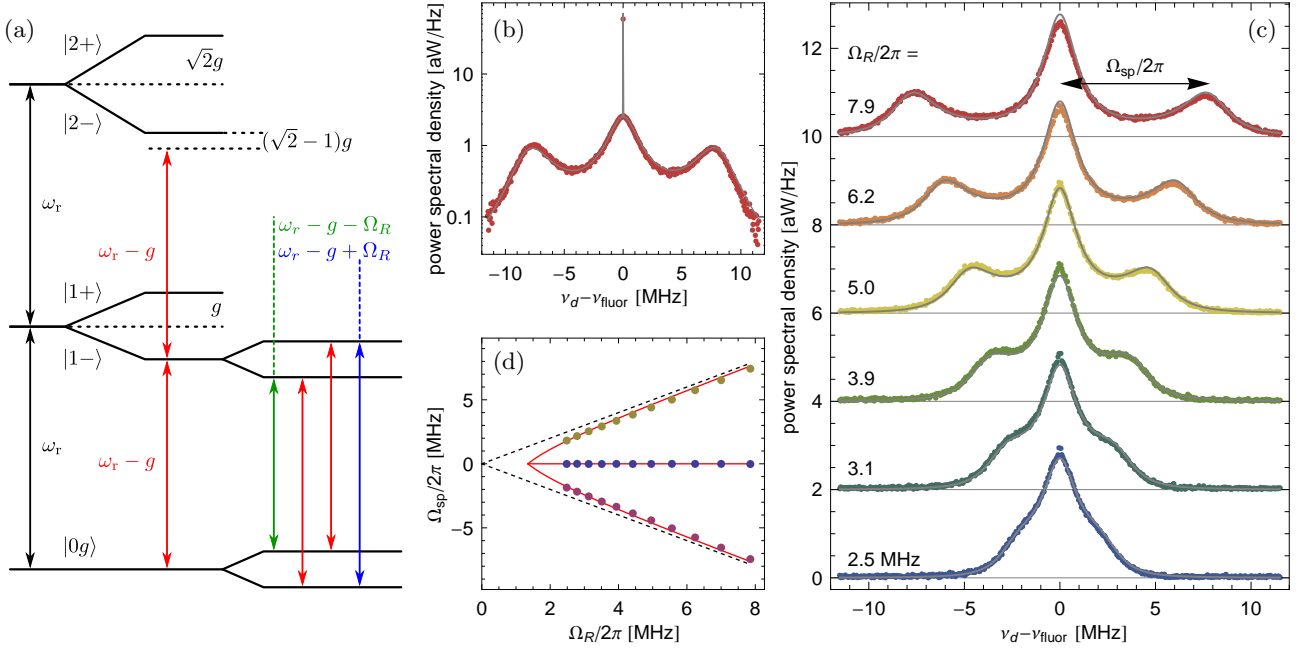 (a)
|2+⟩
√2g
|2−⟩
(√2 − 1)g
ω_r
ω_r − g
ω_r − g − Ω_R
ω_r − g + Ω_R
|1+⟩
g
|1−⟩
ω_r
ω_r − g
|0g⟩
(b)
power spectral density [aW/Hz]
10
1
0.1
−10
−5
0
5
10
ν_d−ν_fluor [MHz]
(d)
Ω_sp/2π [MHz]
5
0
−5
0
2
4
6
8
Ω_R/2π [MHz]
(c)
power spectral density [aW/Hz]
12
10
8
6
4
2
0
Ω_R/2π =
Ω_sp/2π
7.9
6.2
5.0
3.9
3.1
2.5 MHz
−10
−5
0
5
10
ν_d−ν_fluor [MHz]